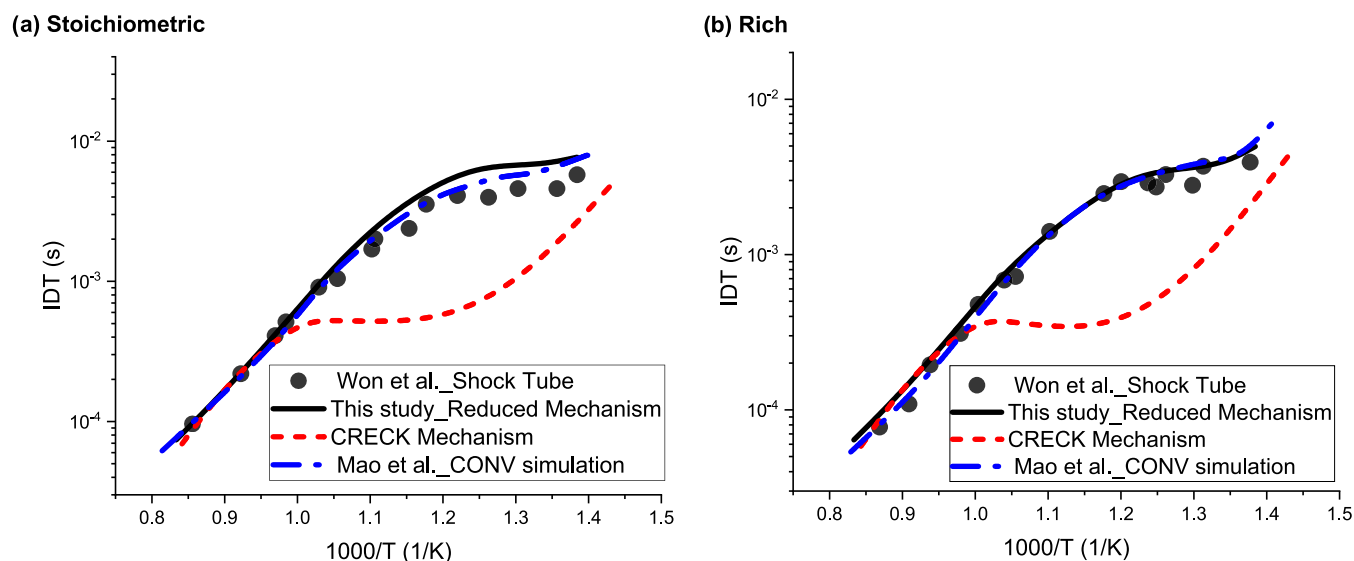 (a) Stoichiometric
10^-2
10^-3
10^-4
IDT (s)
0.8 0.9 1.0 1.1 1.2 1.3 1.4 1.5
1000/T (1/K)
Won et al._Shock Tube
This study_Reduced Mechanism
CRECK Mechanism
Mao et al._CONV simulation
(b) Rich
10^-2
10^-3
10^-4
IDT (s)
0.8 0.9 1.0 1.1 1.2 1.3 1.4 1.5
1000/T (1/K)
Won et al._Shock Tube
This study_Reduced Mechanism
CRECK Mechanism
Mao et al._CONV simulation